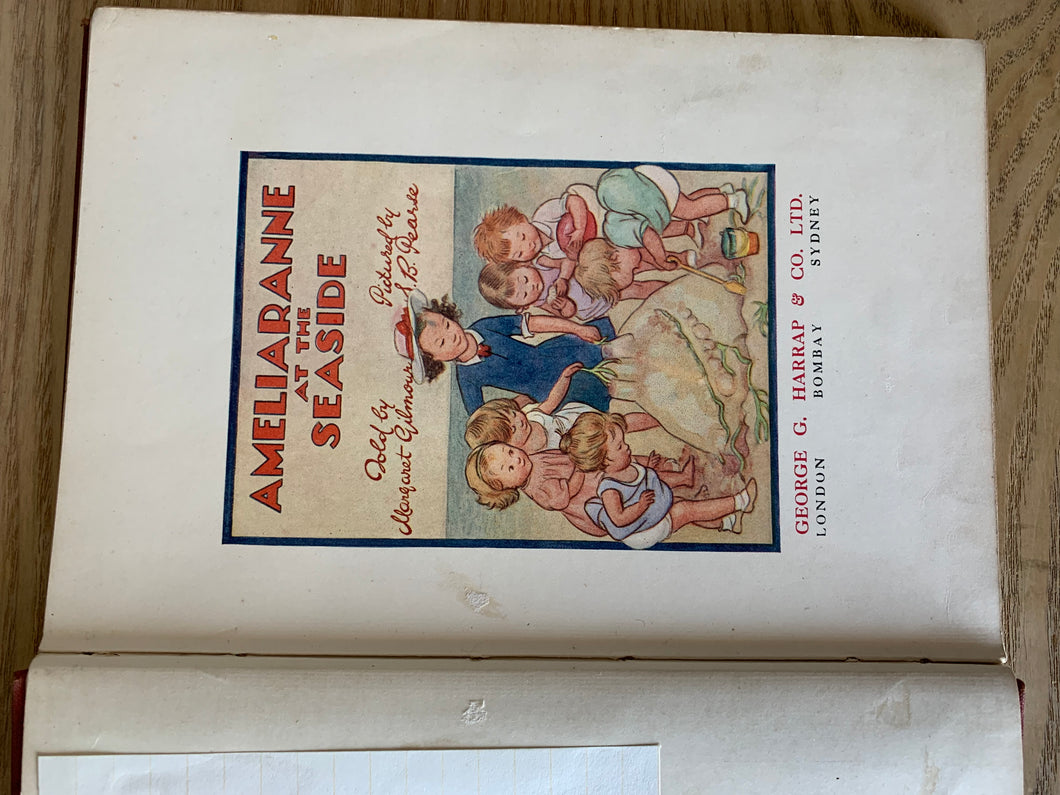 AMELIARANNE
AT THE
SEASIDE
Told by
Margaret Gilmour
Pictured by
S. B. Pearse
GEORGE G. HARRAP & CO. LTD.
LONDON BOMBAY SYDNEY